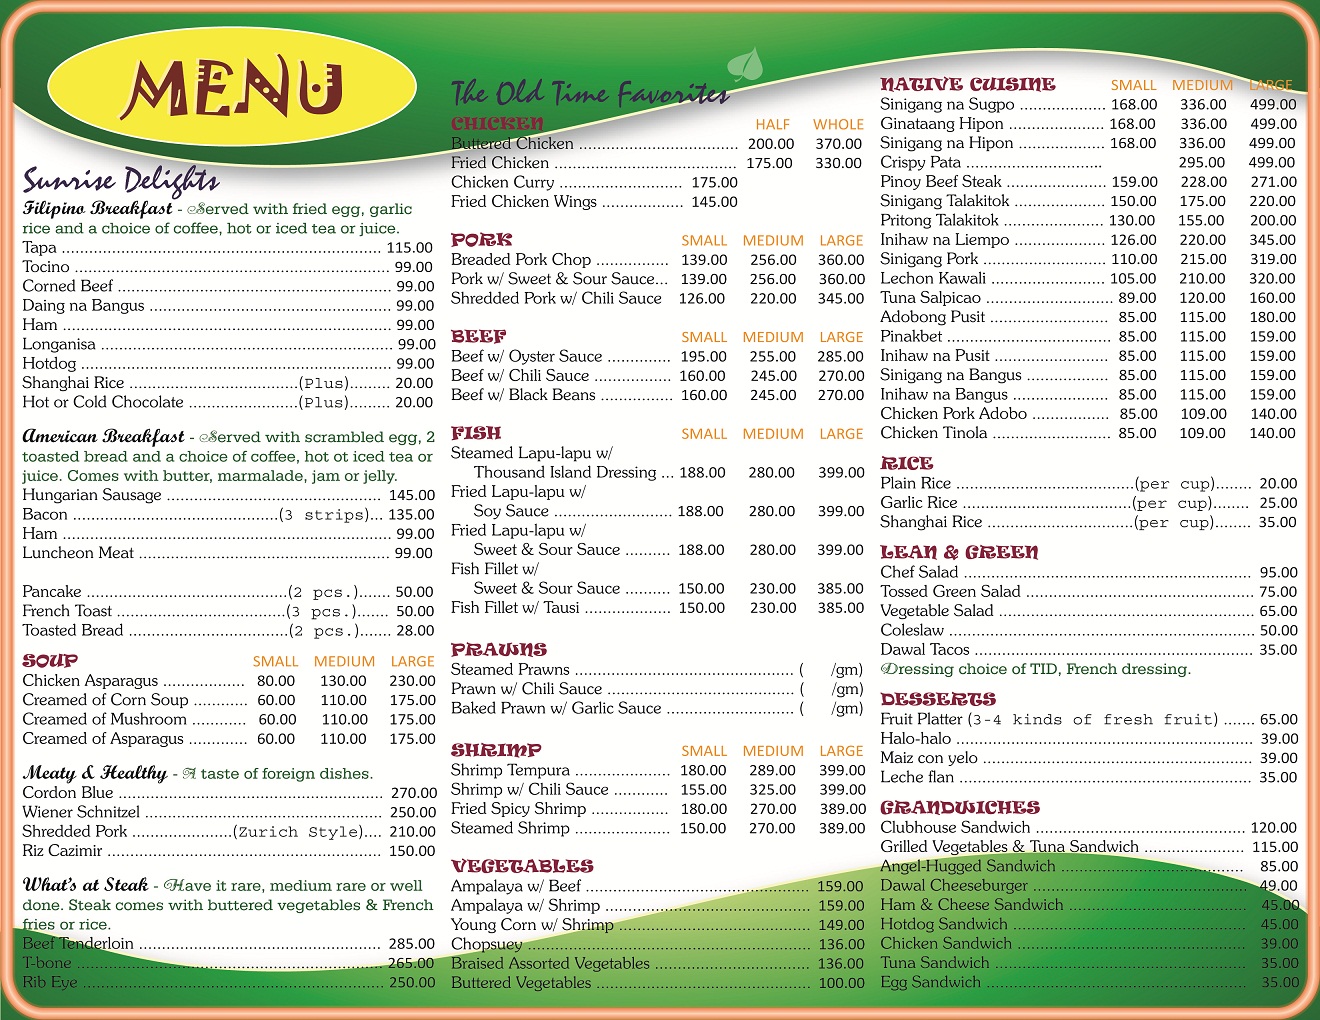 MENU
Sunrise Delights
Filipino Breakfast - Served with fried egg, garlic
rice and a choice of coffee, hot or iced tea or juice.
Tapa 115.00
Tocino 99.00
Corned Beef 99.00
Daing na Bangus 99.00
Ham 99.00
Longanisa 99.00
Hotdog 99.00
Shanghai Rice (Plus) 20.00
Hot or Cold Chocolate (Plus) 20.00
American Breakfast - Served with scrambled egg, 2
toasted bread and a choice of coffee, hot ot iced tea or
juice. Comes with butter, marmalade, jam or jelly.
Hungarian Sausage 145.00
Bacon (3 strips) 135.00
Ham 99.00
Luncheon Meat 99.00
Pancake (2 pcs.) 50.00
French Toast (3 pcs.) 50.00
Toasted Bread (2 pcs.) 28.00
SOUP SMALL MEDIUM LARGE
Chicken Asparagus 80.00 130.00 230.00
Creamed of Corn Soup 60.00 110.00 175.00
Creamed of Mushroom 60.00 110.00 175.00
Creamed of Asparagus 60.00 110.00 175.00
Meaty & Healthy - A taste of foreign dishes.
Cordon Blue 270.00
Wiener Schnitzel 250.00
Shredded Pork (Zurich Style) 210.00
Riz Cazimir 150.00
What's at Steak - Have it rare, medium rare or well
done. Steak comes with buttered vegetables & French
fries or rice.
Beef Tenderloin 285.00
T-bone 265.00
Rib Eye 250.00
The Old Time Favorites
CHICKEN HALF WHOLE
Buttered Chicken 200.00 370.00
Fried Chicken 175.00 330.00
Chicken Curry 175.00
Fried Chicken Wings 145.00
PORK SMALL MEDIUM LARGE
Breaded Pork Chop 139.00 256.00 360.00
Pork w/ Sweet & Sour Sauce... 139.00 256.00 360.00
Shredded Pork w/ Chili Sauce 126.00 220.00 345.00
BEEF SMALL MEDIUM LARGE
Beef w/ Oyster Sauce 195.00 255.00 285.00
Beef w/ Chili Sauce 160.00 245.00 270.00
Beef w/ Black Beans 160.00 245.00 270.00
FISH SMALL MEDIUM LARGE
Steamed Lapu-lapu w/
Thousand Island Dressing ... 188.00 280.00 399.00
Fried Lapu-lapu w/
Soy Sauce 188.00 280.00 399.00
Fried Lapu-lapu w/
Sweet & Sour Sauce 188.00 280.00 399.00
Fish Fillet w/
Sweet & Sour Sauce 150.00 230.00 385.00
Fish Fillet w/ Tausi 150.00 230.00 385.00
PRAWNS
Steamed Prawns ( /gm)
Prawn w/ Chili Sauce ( /gm)
Baked Prawn w/ Garlic Sauce ( /gm)
SHRIMP SMALL MEDIUM LARGE
Shrimp Tempura 180.00 289.00 399.00
Shrimp w/ Chili Sauce 155.00 325.00 399.00
Fried Spicy Shrimp 180.00 270.00 389.00
Steamed Shrimp 150.00 270.00 389.00
VEGETABLES
Ampalaya w/ Beef 159.00
Ampalaya w/ Shrimp 159.00
Young Corn w/ Shrimp 149.00
Chopsuey 136.00
Braised Assorted Vegetables 136.00
Buttered Vegetables 100.00
NATIVE CUISINE SMALL MEDIUM LARGE
Sinigang na Sugpo 168.00 336.00 499.00
Ginataang Hipon 168.00 336.00 499.00
Sinigang na Hipon 168.00 336.00 499.00
Crispy Pata 295.00 499.00
Pinoy Beef Steak 159.00 228.00 271.00
Sinigang Talakitok 150.00 175.00 220.00
Pritong Talakitok 130.00 155.00 200.00
Inihaw na Liempo 126.00 220.00 345.00
Sinigang Pork 110.00 215.00 319.00
Lechon Kawali 105.00 210.00 320.00
Tuna Salpicao 89.00 120.00 160.00
Adobong Pusit 85.00 115.00 180.00
Pinakbet 85.00 115.00 159.00
Inihaw na Pusit 85.00 115.00 159.00
Sinigang na Bangus 85.00 115.00 159.00
Inihaw na Bangus 85.00 115.00 159.00
Chicken Pork Adobo 85.00 109.00 140.00
Chicken Tinola 85.00 109.00 140.00
RICE
Plain Rice (per cup) 20.00
Garlic Rice (per cup) 25.00
Shanghai Rice (per cup) 35.00
LEAN & GREEN
Chef Salad 95.00
Tossed Green Salad 75.00
Vegetable Salad 65.00
Coleslaw 50.00
Dawal Tacos 35.00
Dressing choice of TID, French dressing.
DESSERTS
Fruit Platter (3-4 kinds of fresh fruit) 65.00
Halo-halo 39.00
Maiz con yelo 39.00
Leche flan 35.00
GRANDWICHES
Clubhouse Sandwich 120.00
Grilled Vegetables & Tuna Sandwich 115.00
Angel-Hugged Sandwich 85.00
Dawal Cheeseburger 49.00
Ham & Cheese Sandwich 45.00
Hotdog Sandwich 45.00
Chicken Sandwich 39.00
Tuna Sandwich 35.00
Egg Sandwich 35.00